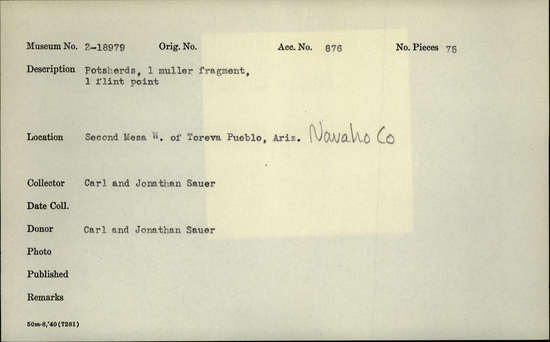 Museum No. 2-18979 Orig. No. Acc. No. 876 No. Pieces 75
Description Potsherds, 1 muller fragment,
1 flint point
Location Second Mesa W. of Toreva Pueblo, Ariz. Navaho Co
Collector Carl and Jonathan Sauer
Date Coll.
Donor Carl and Jonathan Sauer
Photo
Published
Remarks
50m-8,'40(7281)